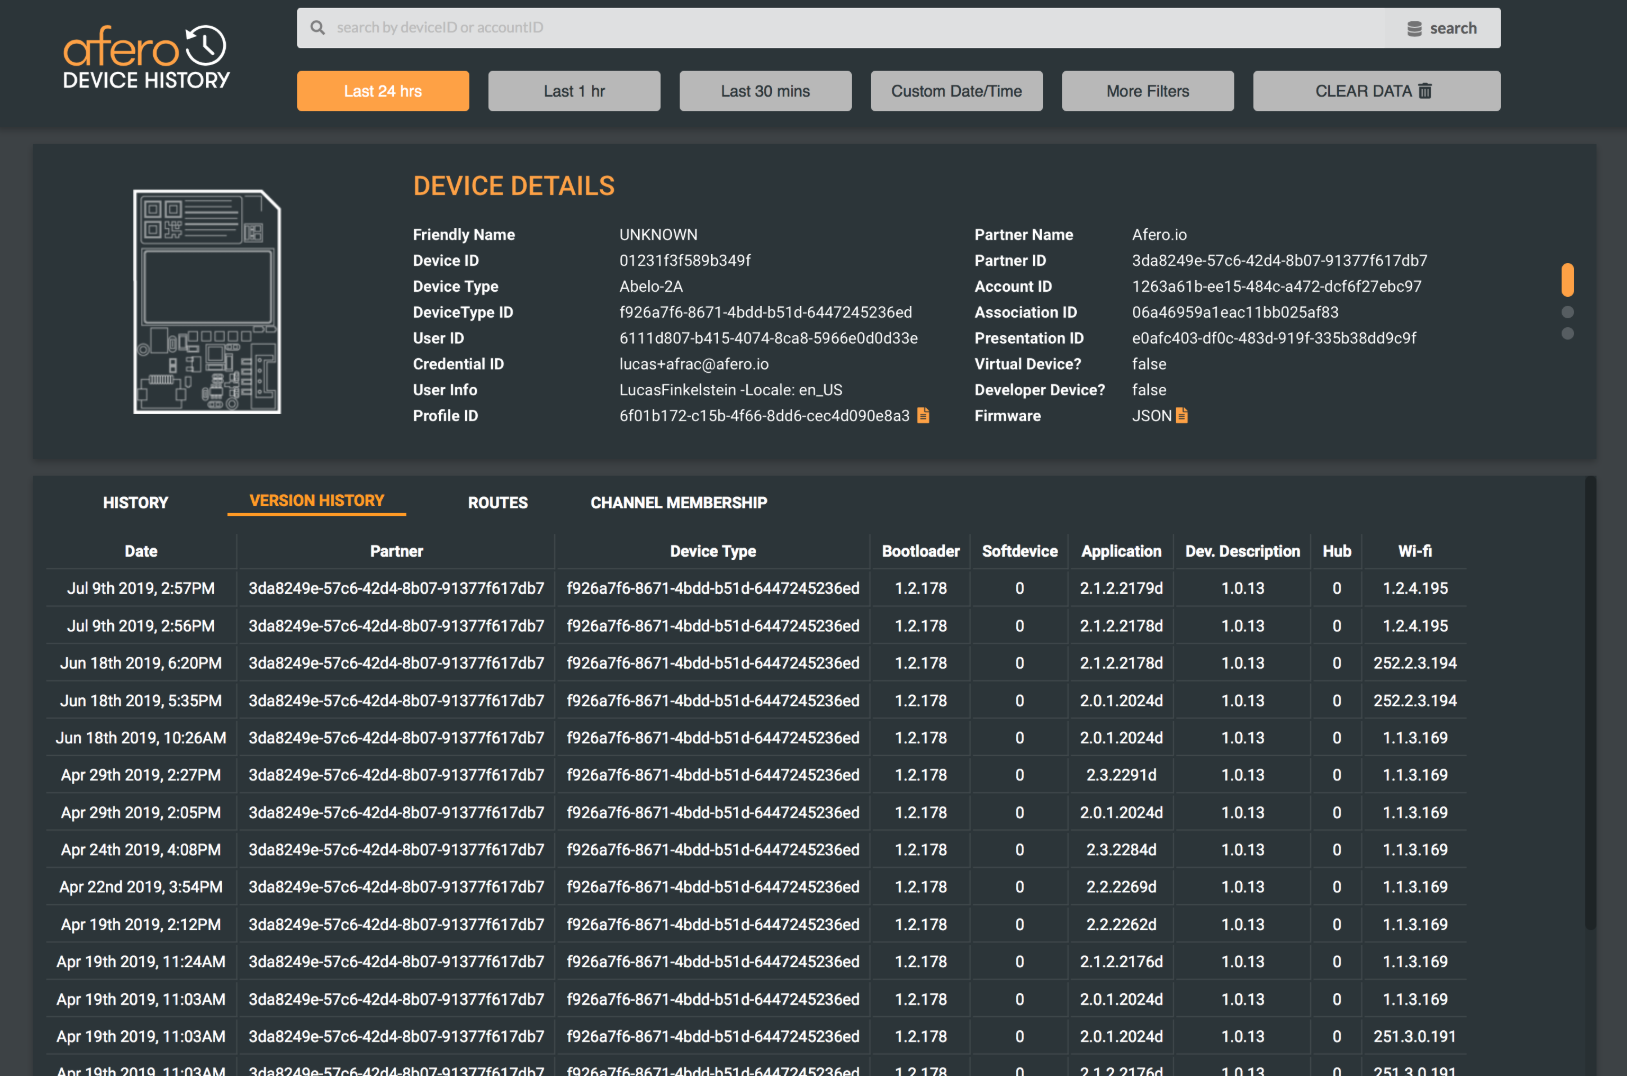 afero
DEVICE HISTORY
search by deviceID or accountID
search
Last 24 hrs
Last 1 hr
Last 30 mins
Custom Date/Time
More Filters
CLEAR DATA
DEVICE DETAILS
Friendly Name UNKNOWN Partner Name Afero.io
Device ID 01231f3f589b349f Partner ID 3da8249e-57c6-42d4-8b07-91377f617db7
Device Type Abelo-2A Account ID 1263a61b-ee15-484c-a472-dcf6f27ebc97
DeviceType ID f926a7f6-8671-4bdd-b51d-6447245236ed Association ID 06a46959a1eac11bb025af83
User ID 6111d807-b415-4074-8ca8-5966e0d0d33e Presentation ID e0afc403-df0c-483d-919f-335b38dd9c9f
Credential ID lucas+afrac@afero.io Virtual Device? false
User Info LucasFinkelstein -Locale: en_US Developer Device? false
Profile ID 6f01b172-c15b-4f66-8dd6-cec4d090e8a3 Firmware JSON
HISTORY VERSION HISTORY ROUTES CHANNEL MEMBERSHIP
Date Partner Device Type Bootloader Softdevice Application Dev. Description Hub Wi-fi
Jul 9th 2019, 2:57PM 3da8249e-57c6-42d4-8b07-91377f617db7 f926a7f6-8671-4bdd-b51d-6447245236ed 1.2.178 0 2.1.2.2179d 1.0.13 0 1.2.4.195
Jul 9th 2019, 2:56PM 3da8249e-57c6-42d4-8b07-91377f617db7 f926a7f6-8671-4bdd-b51d-6447245236ed 1.2.178 0 2.1.2.2178d 1.0.13 0 1.2.4.195
Jun 18th 2019, 6:20PM 3da8249e-57c6-42d4-8b07-91377f617db7 f926a7f6-8671-4bdd-b51d-6447245236ed 1.2.178 0 2.1.2.2178d 1.0.13 0 252.2.3.194
Jun 18th 2019, 5:35PM 3da8249e-57c6-42d4-8b07-91377f617db7 f926a7f6-8671-4bdd-b51d-6447245236ed 1.2.178 0 2.0.1.2024d 1.0.13 0 252.2.3.194
Jun 18th 2019, 10:26AM 3da8249e-57c6-42d4-8b07-91377f617db7 f926a7f6-8671-4bdd-b51d-6447245236ed 1.2.178 0 2.0.1.2024d 1.0.13 0 1.1.3.169
Apr 29th 2019, 2:27PM 3da8249e-57c6-42d4-8b07-91377f617db7 f926a7f6-8671-4bdd-b51d-6447245236ed 1.2.178 0 2.3.2291d 1.0.13 0 1.1.3.169
Apr 29th 2019, 2:05PM 3da8249e-57c6-42d4-8b07-91377f617db7 f926a7f6-8671-4bdd-b51d-6447245236ed 1.2.178 0 2.0.1.2024d 1.0.13 0 1.1.3.169
Apr 24th 2019, 4:08PM 3da8249e-57c6-42d4-8b07-91377f617db7 f926a7f6-8671-4bdd-b51d-6447245236ed 1.2.178 0 2.3.2284d 1.0.13 0 1.1.3.169
Apr 22nd 2019, 3:54PM 3da8249e-57c6-42d4-8b07-91377f617db7 f926a7f6-8671-4bdd-b51d-6447245236ed 1.2.178 0 2.2.2269d 1.0.13 0 1.1.3.169
Apr 19th 2019, 2:12PM 3da8249e-57c6-42d4-8b07-91377f617db7 f926a7f6-8671-4bdd-b51d-6447245236ed 1.2.178 0 2.2.2262d 1.0.13 0 1.1.3.169
Apr 19th 2019, 11:24AM 3da8249e-57c6-42d4-8b07-91377f617db7 f926a7f6-8671-4bdd-b51d-6447245236ed 1.2.178 0 2.1.2.2176d 1.0.13 0 1.1.3.169
Apr 19th 2019, 11:03AM 3da8249e-57c6-42d4-8b07-91377f617db7 f926a7f6-8671-4bdd-b51d-6447245236ed 1.2.178 0 2.0.1.2024d 1.0.13 0 1.1.3.169
Apr 19th 2019, 11:03AM 3da8249e-57c6-42d4-8b07-91377f617db7 f926a7f6-8671-4bdd-b51d-6447245236ed 1.2.178 0 2.0.1.2024d 1.0.13 0 251.3.0.191
Apr 19th 2019, 11:03AM 3da8249e-57c6-42d4-8b07-91377f617db7 f926a7f6-8671-4bdd-b51d-6447245236ed 1.2.178 0 2.1.2.2176d 1.0.13 0 251.3.0.191